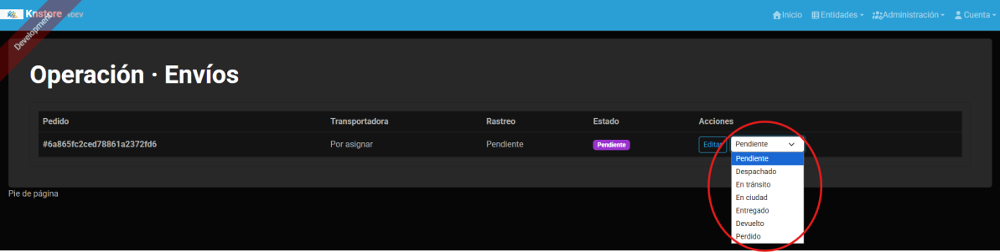 Knstore vDEV
Inicio Entidades Administración Cuenta
Development
Operación · Envíos
Pedido Transportadora Rastreo Estado Acciones
#6a865fc2ced78861a2372fd6 Por asignar Pendiente Pendiente Editar Pendiente
Pendiente
Despachado
En tránsito
En ciudad
Entregado
Devuelto
Perdido
Pie de página